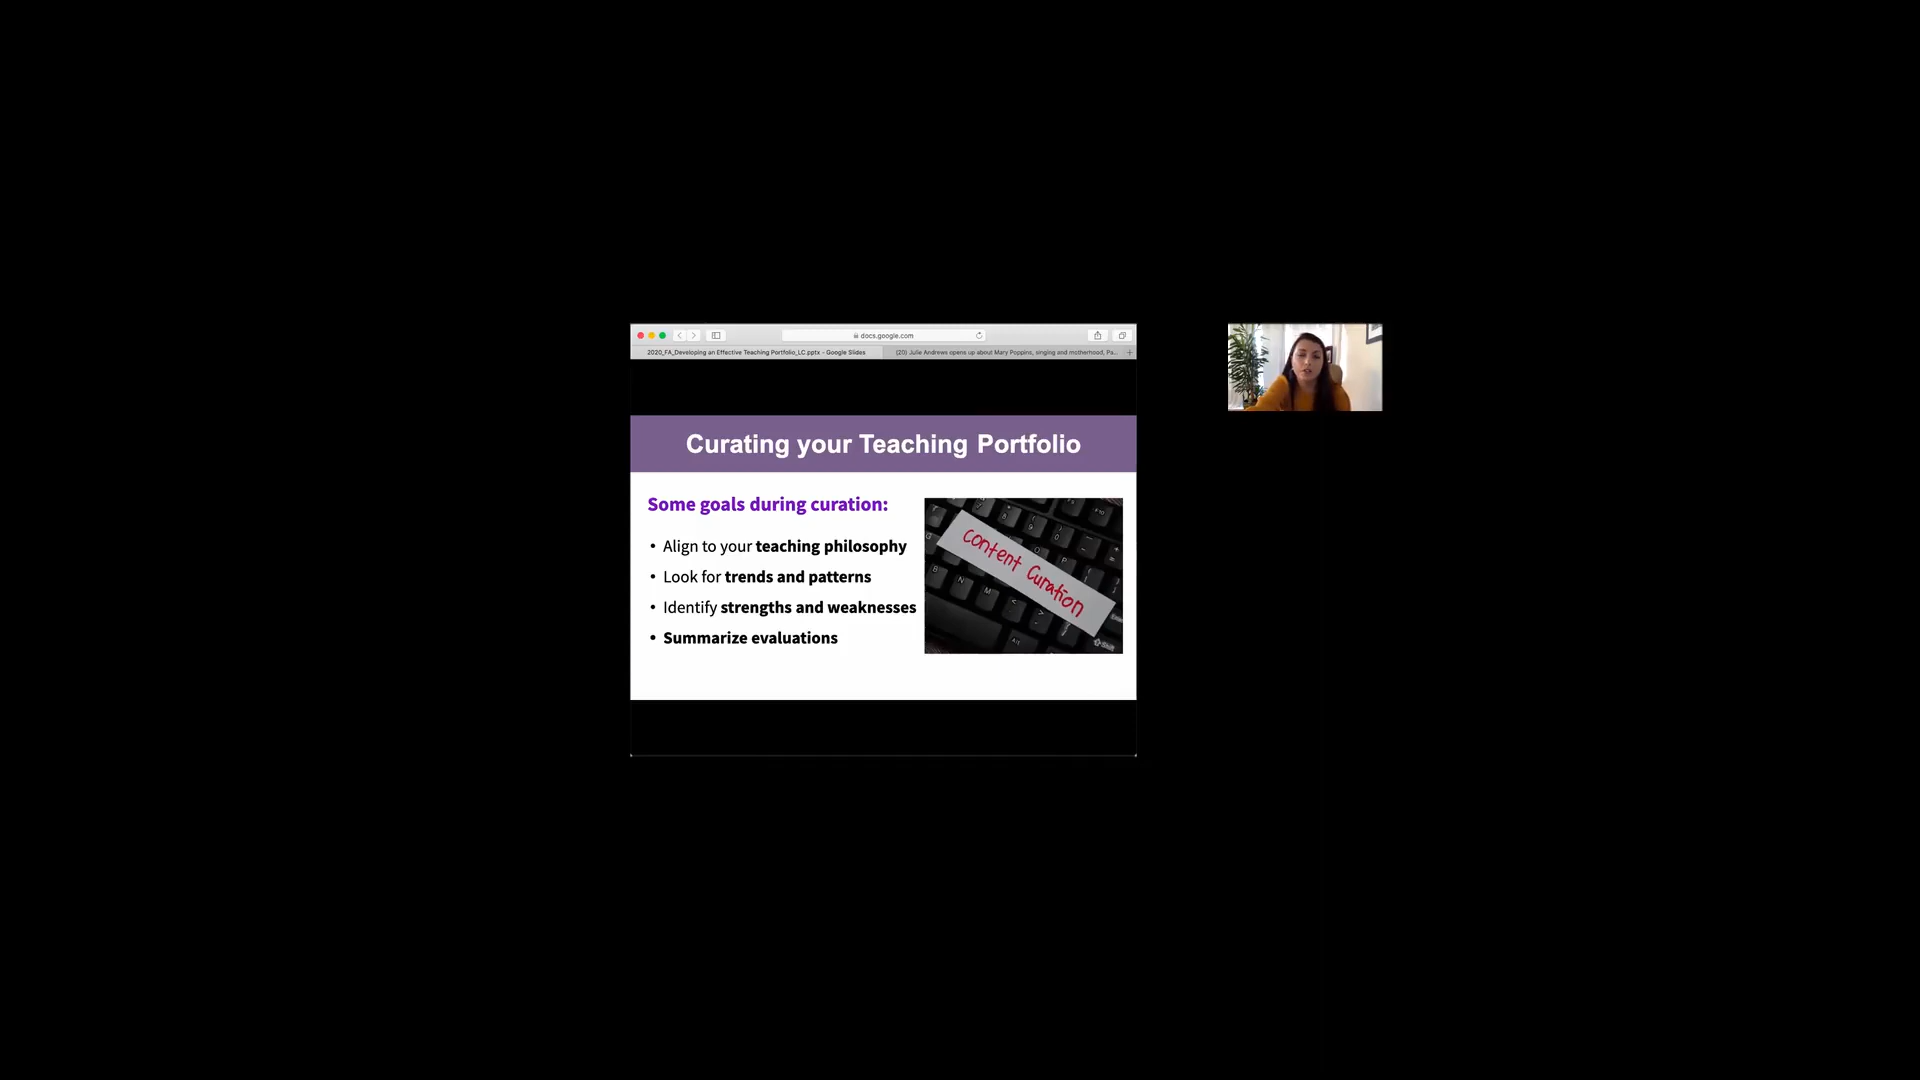 docs.google.com
2020_FA_Developing an Effective Teaching Portfolio_LC.pptx - Google Slides
(20) Julie Andrews opens up about Mary Poppins, singing and motherhood, Pa...
Curating your Teaching Portfolio
Some goals during curation:
• Align to your teaching philosophy
• Look for trends and patterns
• Identify strengths and weaknesses
• Summarize evaluations
Content Curation